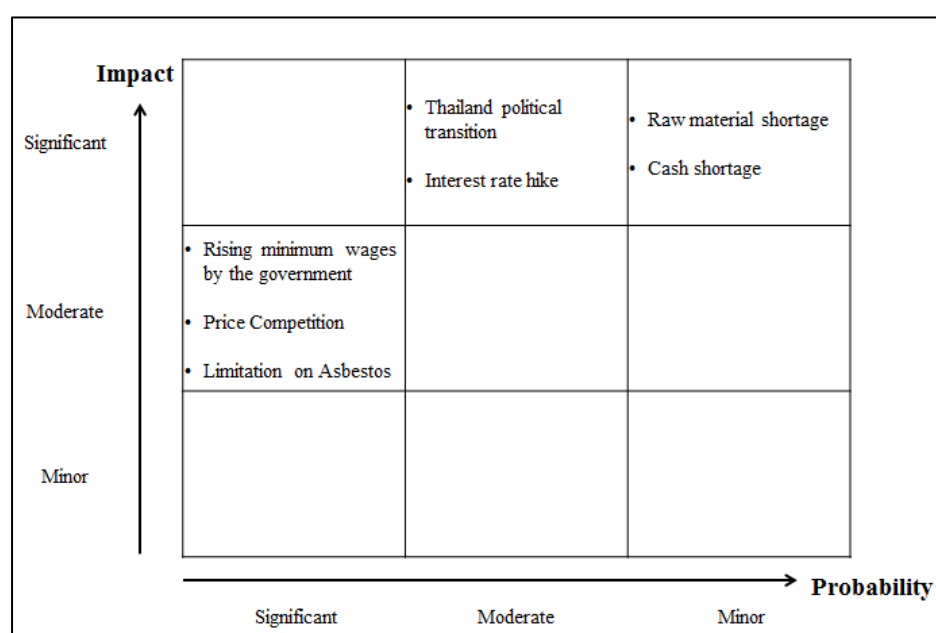 Impact
Significant
• Thailand political
transition
• Interest rate hike
• Raw material shortage
• Cash shortage
Moderate
• Rising minimum wages
by the government
• Price Competition
• Limitation on Asbestos
Minor
Probability
Significant
Moderate
Minor